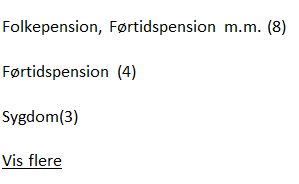 Folkepension, Førtidspension m.m. (8)
Førtidspension (4)
Sygdom(3)
Vis flere